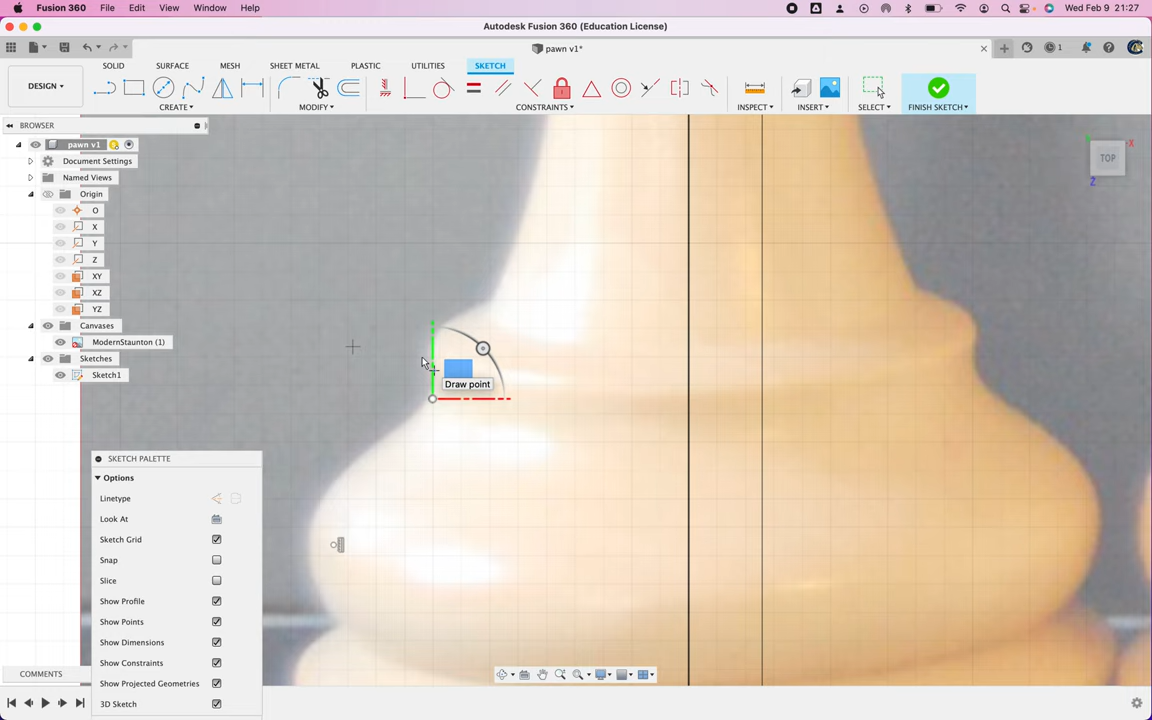 Fusion 360 File Edit View Window Help Wed Feb 9 21:27
Autodesk Fusion 360 (Education License)
pawn v1*
1
SOLID SURFACE MESH SHEET METAL PLASTIC UTILITIES SKETCH
DESIGN
CREATE MODIFY CONSTRAINTS INSPECT INSERT SELECT FINISH SKETCH
BROWSER
pawn v1
Document Settings
Named Views
Origin
O
X
Y
Z
XY
XZ
YZ
Canvases
ModernStaunton (1)
Sketches
Sketch1
TOP
X
Z
Draw point
SKETCH PALETTE
Options
Linetype
Look At
Sketch Grid
Snap
Slice
Show Profile
Show Points
Show Dimensions
Show Constraints
Show Projected Geometries
3D Sketch
COMMENTS